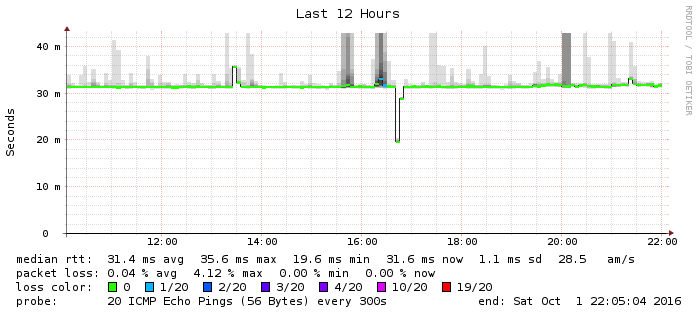 Last 12 Hours
RRDTOOL / TOBI OETIKER
Seconds
40 m
30 m
20 m
10 m
0
12:00 14:00 16:00 18:00 20:00 22:00
median rtt: 31.4 ms avg 35.6 ms max 19.6 ms min 31.6 ms now 1.1 ms sd 28.5 am/s
packet loss: 0.04 % avg 4.12 % max 0.00 % min 0.00 % now
loss color: 0 1/20 2/20 3/20 4/20 10/20 19/20
probe: 20 ICMP Echo Pings (56 Bytes) every 300s end: Sat Oct 1 22:05:04 2016